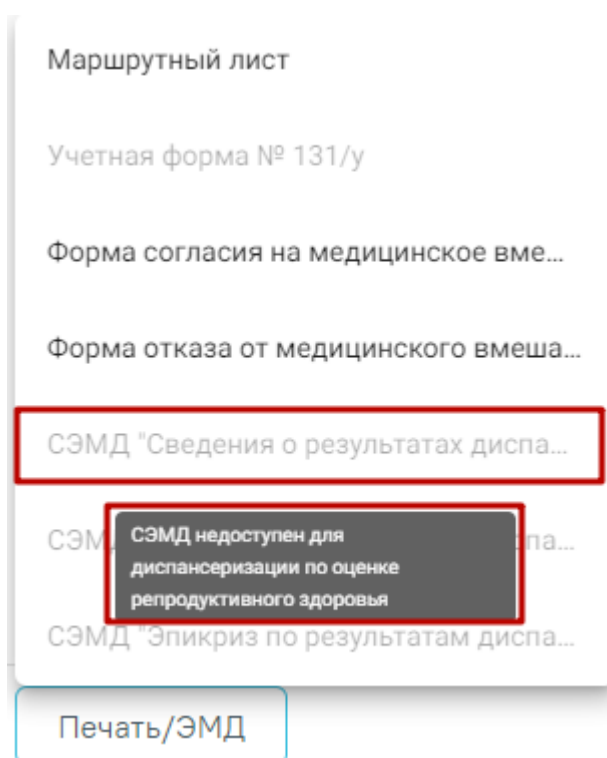 Маршрутный лист
Учетная форма № 131/у
Форма согласия на медицинское вме...
Форма отказа от медицинского вмеша...
СЭМД "Сведения о результатах диспа...
СЭМД недоступен для
диспансеризации по оценке
репродуктивного здоровья
СЭМД "Эпикриз по результатам диспа...
Печать/ЭМД